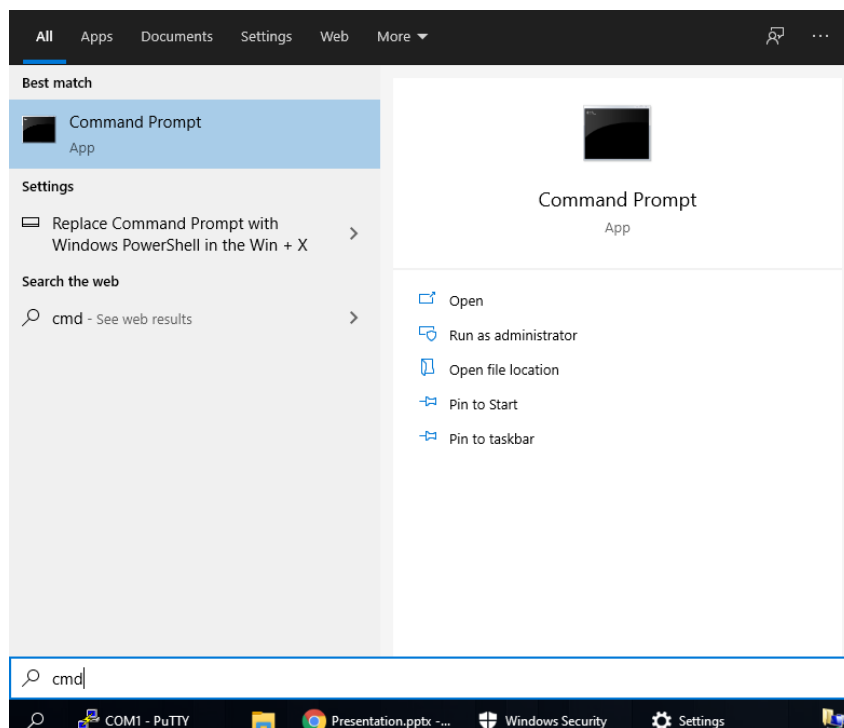 All Apps Documents Settings Web More
Best match
Command Prompt
App
Settings
Replace Command Prompt with
Windows PowerShell in the Win + X
Search the web
cmd - See web results
Command Prompt
App
Open
Run as administrator
Open file location
Pin to Start
Pin to taskbar
cmd
COM1 - PuTTY Presentation.pptx -... Windows Security Settings